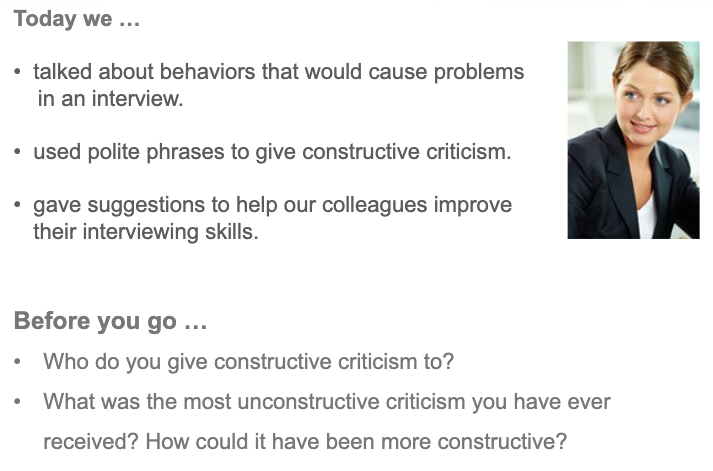 Today we …
• talked about behaviors that would cause problems
in an interview.
• used polite phrases to give constructive criticism.
• gave suggestions to help our colleagues improve
their interviewing skills.
Before you go …
• Who do you give constructive criticism to?
• What was the most unconstructive criticism you have ever
received? How could it have been more constructive?